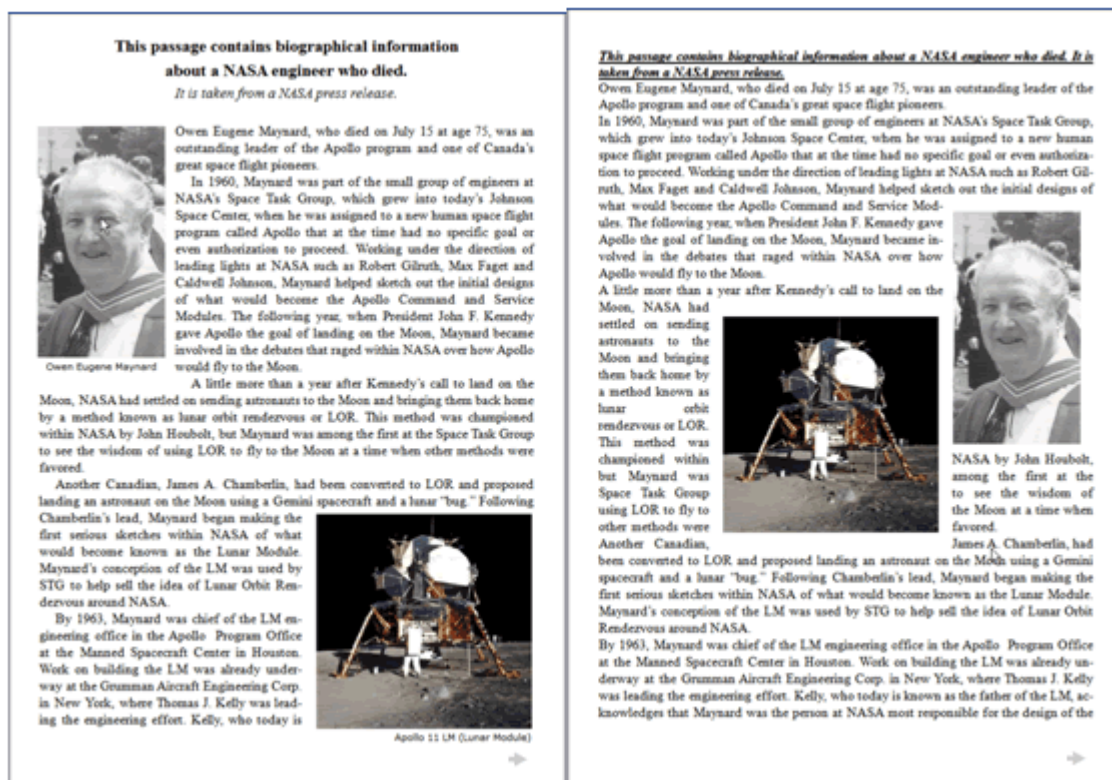 This passage contains biographical information
about a NASA engineer who died.
It is taken from a NASA press release.
Owen Eugene Maynard, who died on July 15 at age 75, was an
outstanding leader of the Apollo program and one of Canada's
great space flight pioneers.
In 1960, Maynard was part of the small group of engineers at
NASA's Space Task Group, which grew into today's Johnson
Space Center, when he was assigned to a new human space flight
program called Apollo that at the time had no specific goal or
even authorization to proceed. Working under the direction of
leading lights at NASA such as Robert Gilruth, Max Faget and
Caldwell Johnson, Maynard helped sketch out the initial designs
of what would become the Apollo Command and Service
Modules. The following year, when President John F. Kennedy
gave Apollo the goal of landing on the Moon, Maynard became
involved in the debates that raged within NASA over how Apollo
Owen Eugene Maynard
would fly to the Moon.
A little more than a year after Kennedy's call to land on the
Moon, NASA had settled on sending astronauts to the Moon and bringing them back home
by a method known as lunar orbit rendezvous or LOR. This method was championed
within NASA by John Houbolt, but Maynard was among the first at the Space Task Group
to see the wisdom of using LOR to fly to the Moon at a time when other methods were
favored.
Another Canadian, James A. Chamberlin, had been converted to LOR and proposed
landing an astronaut on the Moon using a Gemini spacecraft and a lunar "bug." Following
Chamberlin's lead, Maynard began making the
first serious sketches within NASA of what
would become known as the Lunar Module.
Maynard's conception of the LM was used by
STG to help sell the idea of Lunar Orbit Ren-
dezvous around NASA.
By 1963, Maynard was chief of the LM en-
gineering office in the Apollo Program Office
at the Manned Spacecraft Center in Houston.
Work on building the LM was already under-
way at the Grumman Aircraft Engineering Corp.
in New York, where Thomas J. Kelly was lead-
ing the engineering effort. Kelly, who today is
Apollo 11 LM (Lunar Module)
This passage contains biographical information about a NASA engineer who died. It is
taken from a NASA press release.
Owen Eugene Maynard, who died on July 15 at age 75, was an outstanding leader of the
Apollo program and one of Canada's great space flight pioneers.
In 1960, Maynard was part of the small group of engineers at NASA's Space Task Group,
which grew into today's Johnson Space Center, when he was assigned to a new human
space flight program called Apollo that at the time had no specific goal or even authoriza-
tion to proceed. Working under the direction of leading lights at NASA such as Robert Gil-
ruth, Max Faget and Caldwell Johnson, Maynard helped sketch out the initial designs of
what would become the Apollo Command and Service Mod-
ules. The following year, when President John F. Kennedy gave
Apollo the goal of landing on the Moon, Maynard became in-
volved in the debates that raged within NASA over how
Apollo would fly to the Moon.
A little more than a year after Kennedy's call to land on the
Moon, NASA had
settled on sending
astronauts to the
Moon and bringing
them back home by
a method known as
lunar orbit
rendezvous or LOR.
This method was
championed within NASA by John Houbolt,
but Maynard was among the first at the
Space Task Group to see the wisdom of
using LOR to fly to the Moon at a time when
other methods were favored.
Another Canadian, James A. Chamberlin, had
been converted to LOR and proposed landing an astronaut on the Moon using a Gemini
spacecraft and a lunar "bug." Following Chamberlin's lead, Maynard began making the
first serious sketches within NASA of what would become known as the Lunar Module.
Maynard's conception of the LM was used by STG to help sell the idea of Lunar Orbit
Rendezvous around NASA.
By 1963, Maynard was chief of the LM engineering office in the Apollo Program Office
at the Manned Spacecraft Center in Houston. Work on building the LM was already un-
derway at the Grumman Aircraft Engineering Corp. in New York, where Thomas J. Kelly
was leading the engineering effort. Kelly, who today is known as the father of the LM, ac-
knowledges that Maynard was the person at NASA most responsible for the design of the